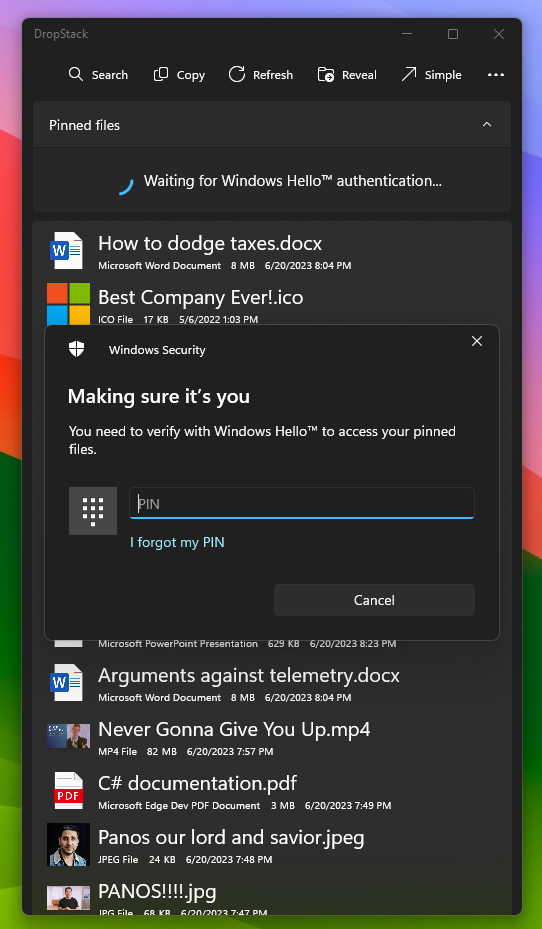 DropStack
Search Copy Refresh Reveal Simple
Pinned files
Waiting for Windows Hello™ authentication...
How to dodge taxes.docx
Microsoft Word Document 8 MB 6/20/2023 8:04 PM
Best Company Ever!.ico
ICO File 17 KB 5/6/2022 1:03 PM
Windows Security
Making sure it's you
You need to verify with Windows Hello™ to access your pinned
files.
PIN
I forgot my PIN
Cancel
Microsoft PowerPoint Presentation 629 KB 6/20/2023 8:23 PM
W
Arguments against telemetry.docx
Microsoft Word Document 8 MB 6/20/2023 8:04 PM
Never Gonna Give You Up.mp4
MP4 File 82 MB 6/20/2023 7:57 PM
PDF
C# documentation.pdf
Microsoft Edge Dev PDF Document 3 MB 6/20/2023 7:49 PM
Panos our lord and savior.jpeg
JPEG File 24 KB 6/20/2023 7:48 PM
PANOS!!!!.jpg
JPG File 68 KB 6/20/2023 7:47 PM